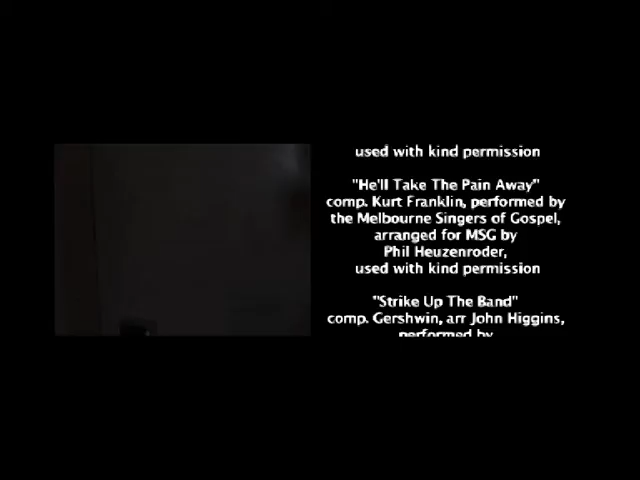 used with kind permission
"He'll Take The Pain Away"
comp. Kurt Franklin, performed by
the Melbourne Singers of Gospel,
arranged for MSG by
Phil Heuzenroder,
used with kind permission
"Strike Up The Band"
comp. Gershwin, arr John Higgins,
performed by